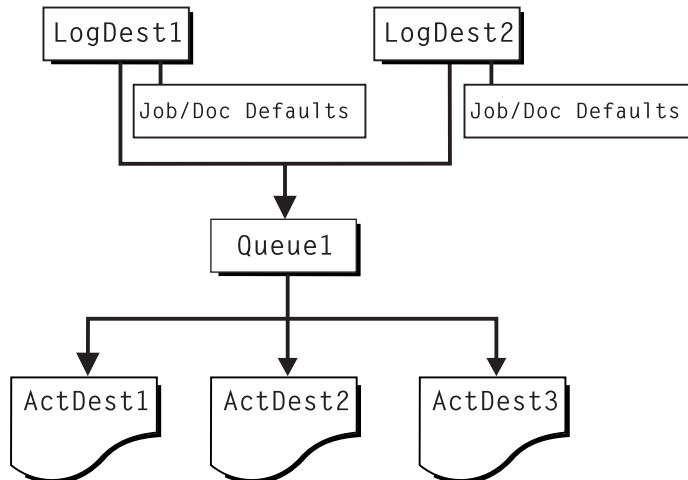 LogDest1
LogDest2
Job/Doc Defaults
Job/Doc Defaults
Queue1
ActDest1
ActDest2
ActDest3